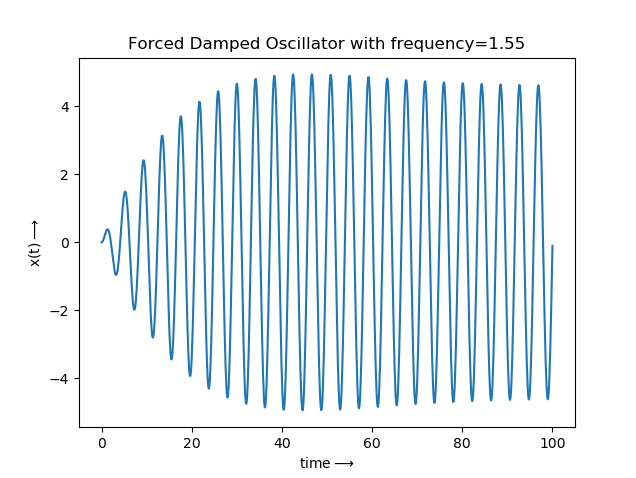 Forced Damped Oscillator with frequency=1.55
x(t) ⟶
4
2
0
−2
−4
0 20 40 60 80 100
time ⟶